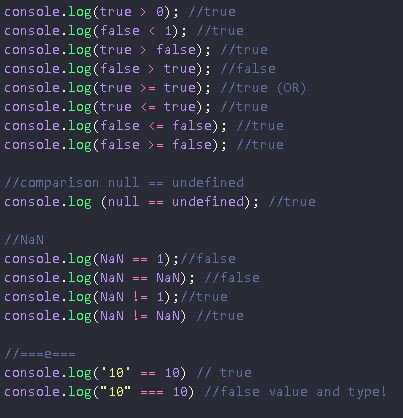 console.log(true > 0); //true
console.log(false < 1); //true
console.log(true > false); //true
console.log(false > true); //false
console.log(true >= true); //true (OR)
console.log(true <= true); //true
console.log(false <= false); //true
console.log(false >= false); //true
//comparison null == undefined
console.log (null == undefined); //true
//NaN
console.log(NaN == 1);//false
console.log(NaN == NaN); //false
console.log(NaN != 1);//true
console.log(NaN != NaN) //true
//===e===
console.log('10' == 10) // true
console.log("10" === 10) //false value and type!